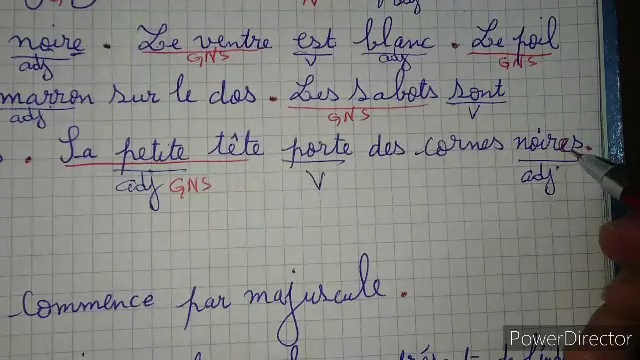 noire. Le ventre est blanc. Le poil
adj GNS V adj GNS
marron sur le dos. Les sabots sont
adj GNS V
. Sa petite tête porte des cornes noires.
adj GNS V adj
Commence par majuscule.
PowerDirector